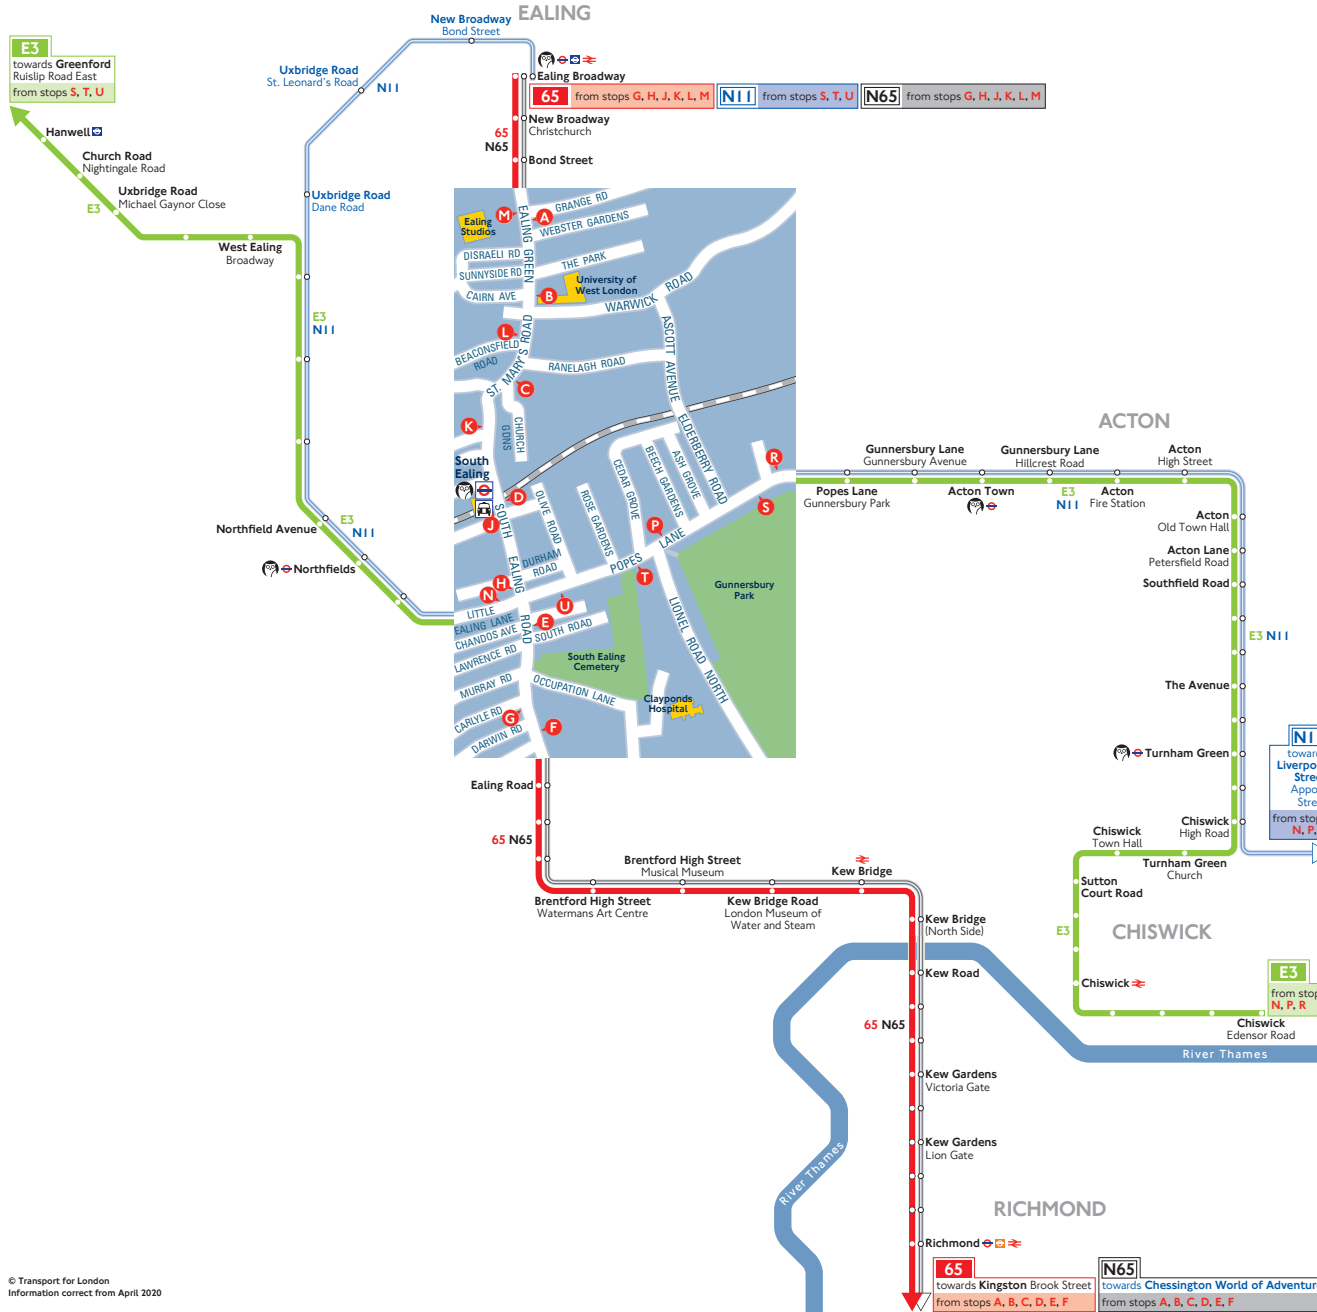 EALING
New Broadway
Bond Street
E3
towards Greenford
Ruislip Road East
from stops S, T, U
Uxbridge Road
St. Leonard's Road
N11
Ealing Broadway
65 from stops G, H, J, K, L, M
N11 from stops S, T, U
N65 from stops G, H, J, K, L, M
New Broadway
Christchurch
65
N65
Bond Street
Hanwell
Church Road
Nightingale Road
Uxbridge Road
Michael Gaynor Close
E3
Uxbridge Road
Dane Road
West Ealing
Broadway
E3
N11
E3
N11
Northfield Avenue
Northfields
GRANGE RD
M
A
WEBSTER GARDENS
Ealing
Studios
EALING GREEN
DISRAELI RD
THE PARK
SUNNYSIDE RD
University of
West London
CAIRN AVE
B
WARWICK ROAD
L
BEACONSFIELD
ROAD
ST. MARY'S ROAD
RANELAGH ROAD
ASCOTT AVENUE
C
K
CHURCH
GDNS
ELDERBERRY ROAD
South
Ealing
CEDAR GROVE
BEECH GARDENS
ASH GROVE
R
D
S
OLIVE ROAD
ROSE GARDENS
J
P
SOUTH EALING ROAD
DURHAM
ROAD
POPES LANE
T
Gunnersbury
Park
H
N
LITTLE
EALING LANE
U
E
CHANDOS AVE
SOUTH ROAD
LIONEL ROAD NORTH
LAWRENCE RD
South Ealing
Cemetery
MURRAY RD
OCCUPATION LANE
Clayponds
Hospital
CARLYLE RD
G
F
DARWIN RD
ACTON
Gunnersbury Lane
Gunnersbury Avenue
Gunnersbury Lane
Hillcrest Road
Acton
High Street
Popes Lane
Gunnersbury Park
Acton Town
E3
N11
Acton
Fire Station
Acton
Old Town Hall
Acton Lane
Petersfield Road
Southfield Road
E3 N11
The Avenue
Turnham Green
N1
towar
Liverpo
Stre
Appo
Stre
from stop
N, P,
Chiswick
High Road
Chiswick
Town Hall
Turnham Green
Church
Sutton
Court Road
E3
CHISWICK
Chiswick
E3
from stop
N, P, R
Chiswick
Edensor Road
River Thames
Ealing Road
65 N65
Brentford High Street
Musical Museum
Kew Bridge
Brentford High Street
Watermans Art Centre
Kew Bridge Road
London Museum of
Water and Steam
Kew Bridge
(North Side)
Kew Road
65 N65
Kew Gardens
Victoria Gate
Kew Gardens
Lion Gate
River Thames
RICHMOND
Richmond
65
towards Kingston Brook Street
from stops A, B, C, D, E, F
N65
towards Chessington World of Adventur
from stops A, B, C, D, E, F
© Transport for London
Information correct from April 2020